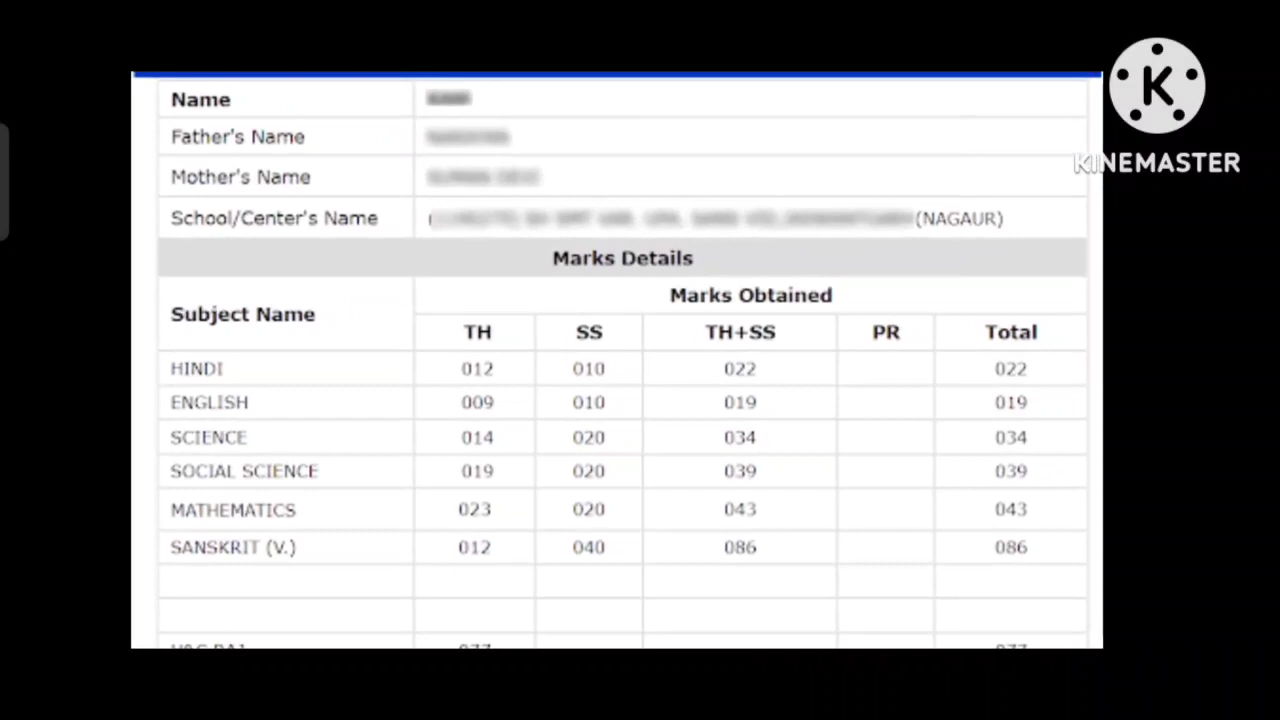 K
KINEMASTER
Name
Father's Name
Mother's Name
School/Center's Name (NAGAUR)
Marks Details
Subject Name Marks Obtained
TH SS TH+SS PR Total
HINDI 012 010 022 022
ENGLISH 009 010 019 019
SCIENCE 014 020 034 034
SOCIAL SCIENCE 019 020 039 039
MATHEMATICS 023 020 043 043
SANSKRIT (V.) 012 040 086 086